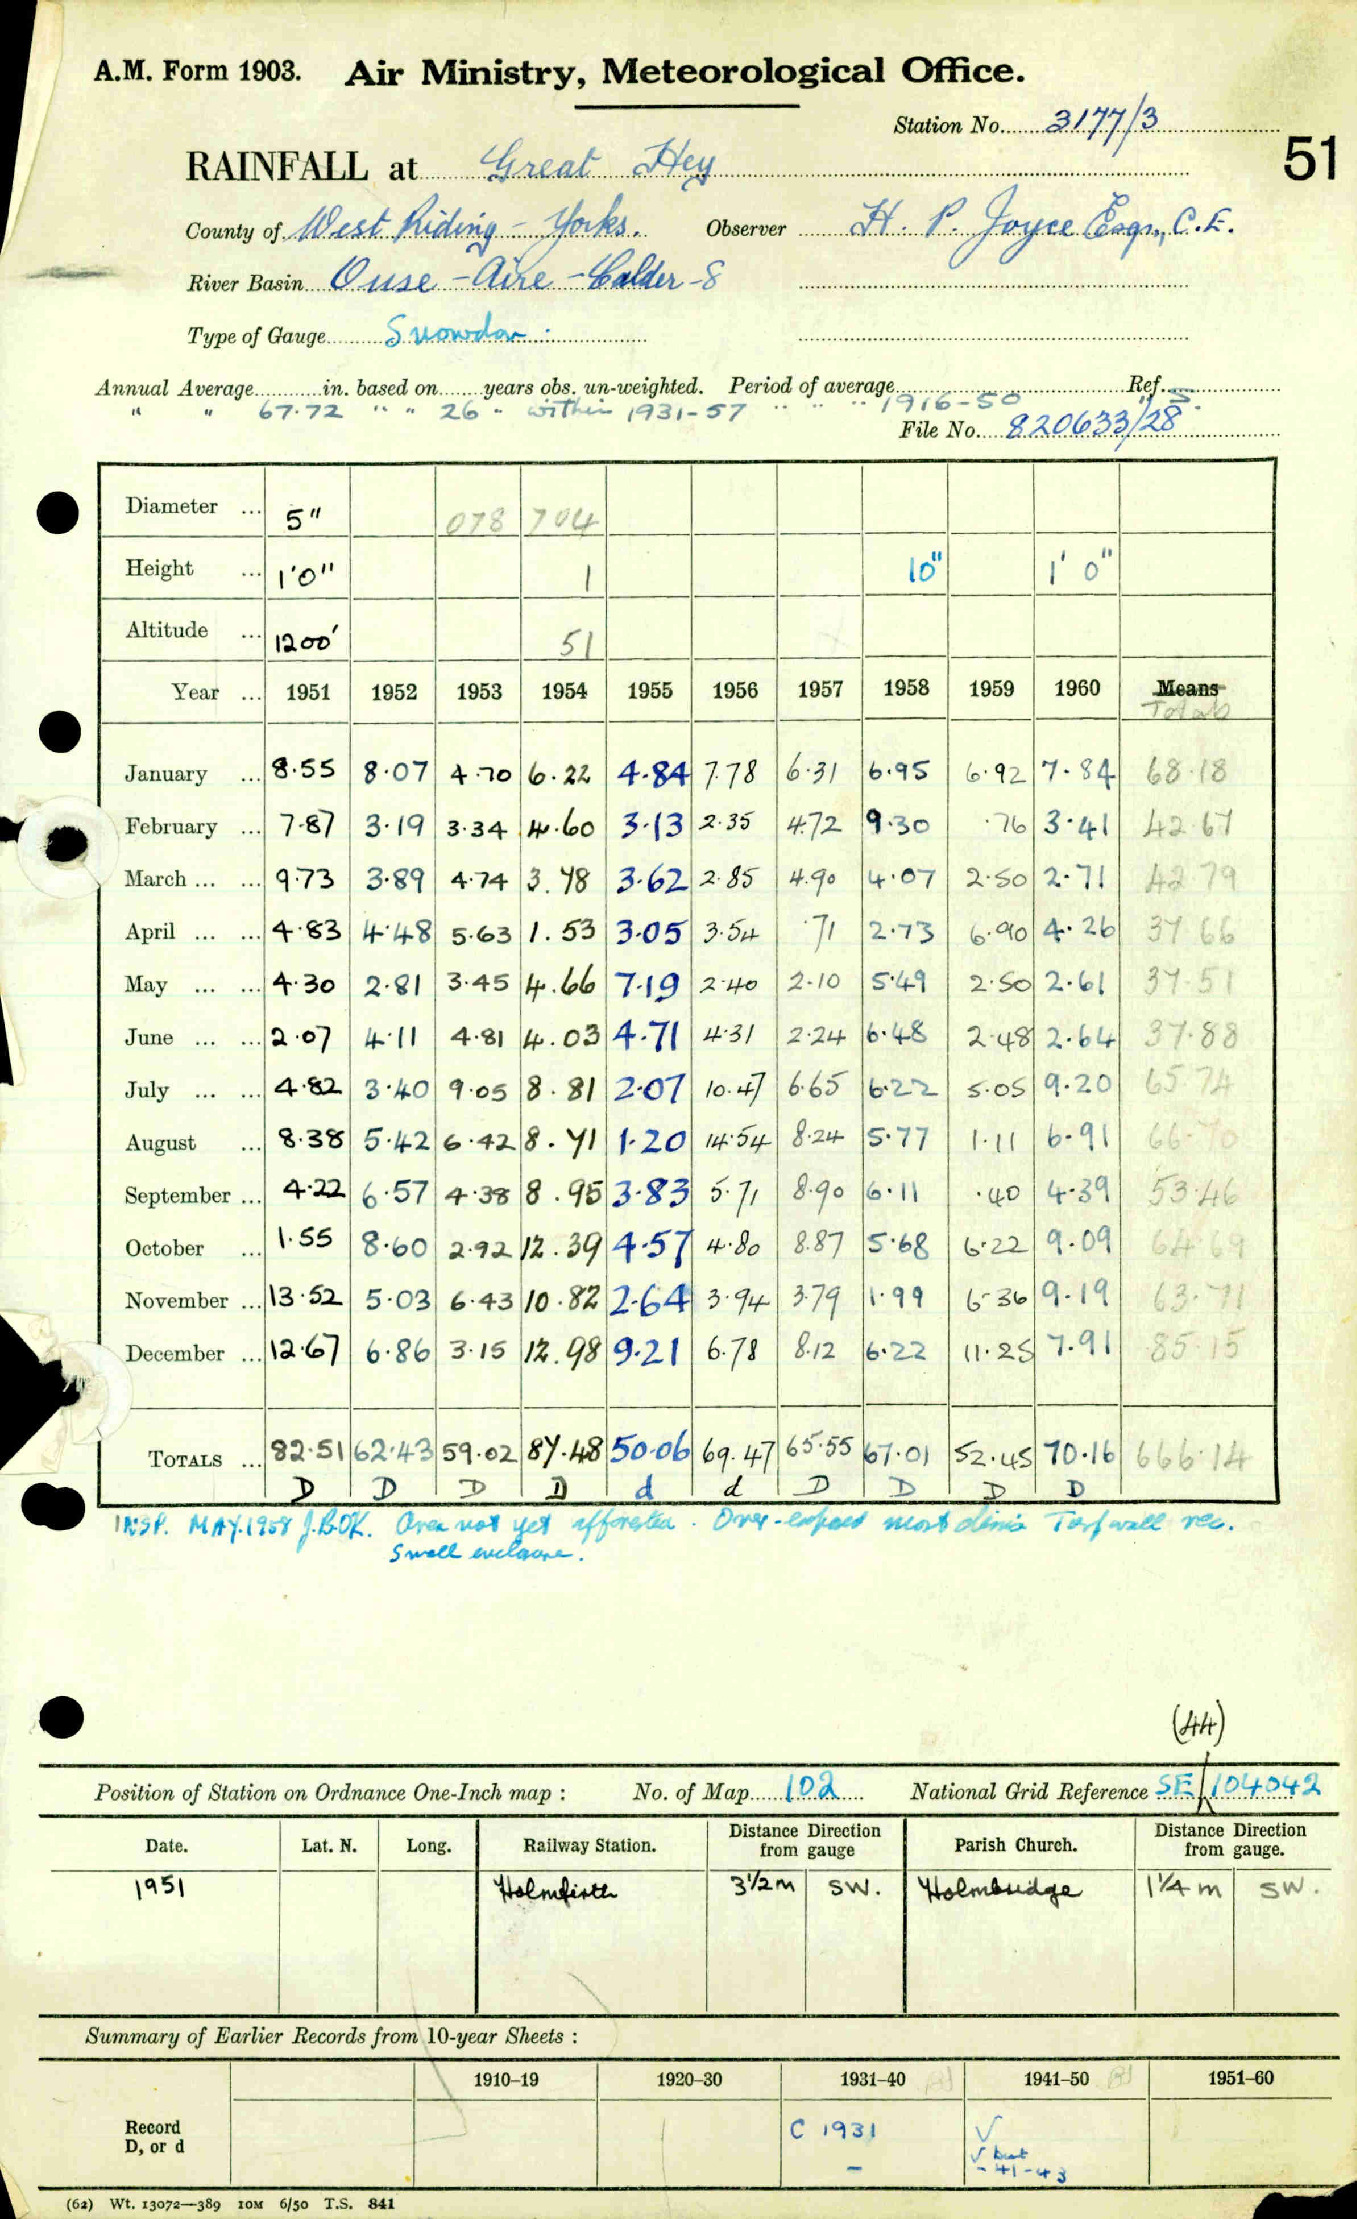 A.M. Form 1903. Air Ministry, Meteorological Office.
Station No. 3177/3
51
RAINFALL at Great Hey
County of West Riding - Yorks. Observer H. P. Joyce Esqr., C.E.
River Basin Ouse - Aire - Calder - 8
Type of Gauge Snowdon.
Annual Average in. based on years obs. un-weighted. Period of average Ref.
" " 67.72 " " 26 " within 1931-57 " " " 1916-50 " S.
File No. 820633/28
Diameter ... 5" 078 704
Height ... 1'0" 1 10" 1' 0"
Altitude ... 1200' 51
Year ... 1951 1952 1953 1954 1955 1956 1957 1958 1959 1960 Means
Totals
January ... 8.55 8.07 4.70 6.22 4.84 7.78 6.31 6.95 6.92 7.84 68.18
February ... 7.87 3.19 3.34 4.60 3.13 2.35 4.72 9.30 .76 3.41 42.67
March ... ... 9.73 3.89 4.74 3.78 3.62 2.85 4.90 4.07 2.50 2.71 42.79
April ... ... 4.83 4.48 5.63 1.53 3.05 3.54 .71 2.73 6.90 4.26 37.66
May ... ... 4.30 2.81 3.45 4.66 7.19 2.40 2.10 5.49 2.50 2.61 37.51
June ... ... 2.07 4.11 4.81 4.03 4.71 4.31 2.24 6.48 2.48 2.64 37.88
July ... ... 4.82 3.40 9.05 8.81 2.07 10.47 6.65 6.22 5.05 9.20 65.74
August ... 8.38 5.42 6.42 8.71 1.20 14.54 8.24 5.77 1.11 6.91 66.70
September ... 4.22 6.57 4.38 8.95 3.83 5.71 8.90 6.11 .40 4.39 53.46
October ... 1.55 8.60 2.92 12.39 4.57 4.80 8.87 5.68 6.22 9.09 64.69
November ... 13.52 5.03 6.43 10.82 2.64 3.94 3.79 1.99 6.36 9.19 63.71
December ... 12.67 6.86 3.15 12.98 9.21 6.78 8.12 6.22 11.25 7.91 85.15
TOTALS ... 82.51 62.43 59.02 87.48 50.06 69.47 65.55 67.01 52.45 70.16 666.14
D D D D d d D D D D
INSP. MAY.1958 J.B.OK. Area not yet afforested. Over-exposed most dirns Turf wall rec.
Small enclosure.
(44)
Position of Station on Ordnance One-Inch map : No. of Map 102 National Grid Reference SE/104042
Date. Lat. N. Long. Railway Station. Distance Direction from gauge Parish Church. Distance Direction from gauge.
1951 Holmfirth 3½m SW. Holmbridge 1¼m SW.
Summary of Earlier Records from 10-year Sheets :
1910–19 1920–30 1931–40 1941–50 1951–60
Record C 1931 √
D, or d - √ but
- 41-43
(62) Wt. 13072—389 10M 6/50 T.S. 841